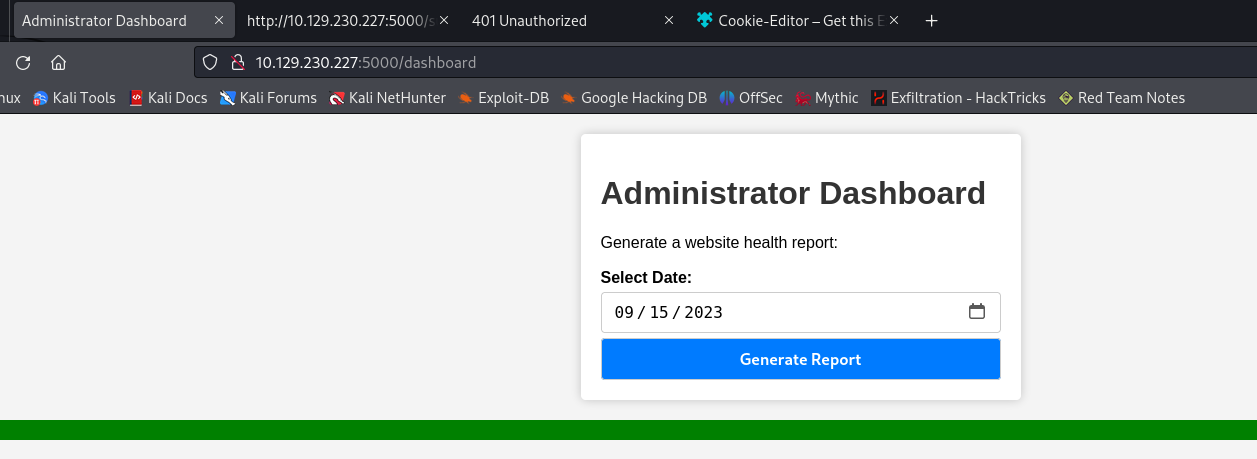 Administrator Dashboard
http://10.129.230.227:5000/s
401 Unauthorized
Cookie-Editor – Get this E
10.129.230.227:5000/dashboard
nux
Kali Tools
Kali Docs
Kali Forums
Kali NetHunter
Exploit-DB
Google Hacking DB
OffSec
Mythic
Exfiltration - HackTricks
Red Team Notes
Administrator Dashboard
Generate a website health report:
Select Date:
09/15/2023
Generate Report